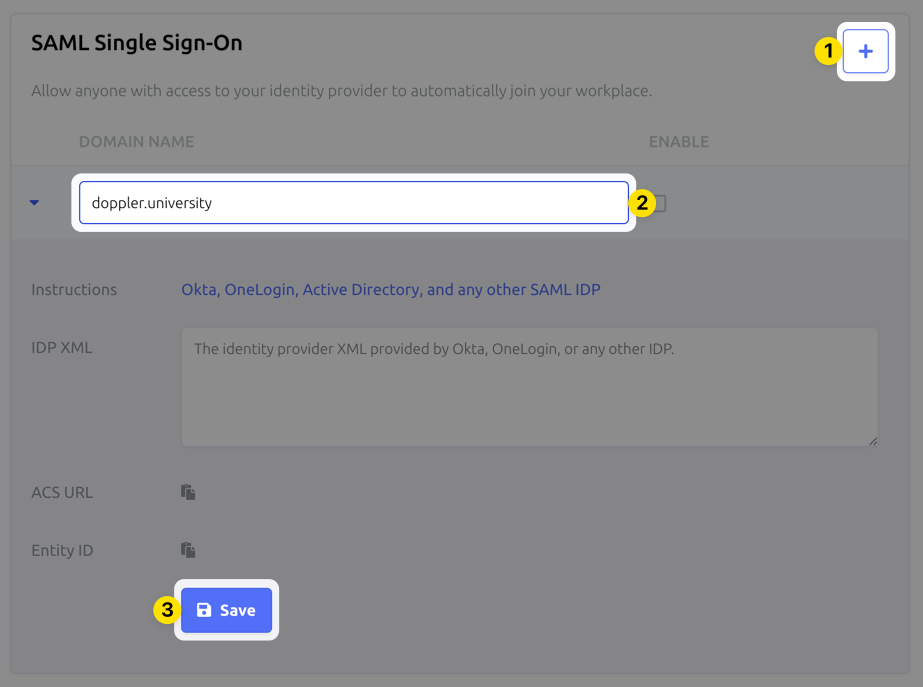 SAML Single Sign-On
1
+
Allow anyone with access to your identity provider to automatically join your workplace.
DOMAIN NAME ENABLE
doppler.university
2
Instructions Okta, OneLogin, Active Directory, and any other SAML IDP
IDP XML The identity provider XML provided by Okta, OneLogin, or any other IDP.
ACS URL
Entity ID
3 Save